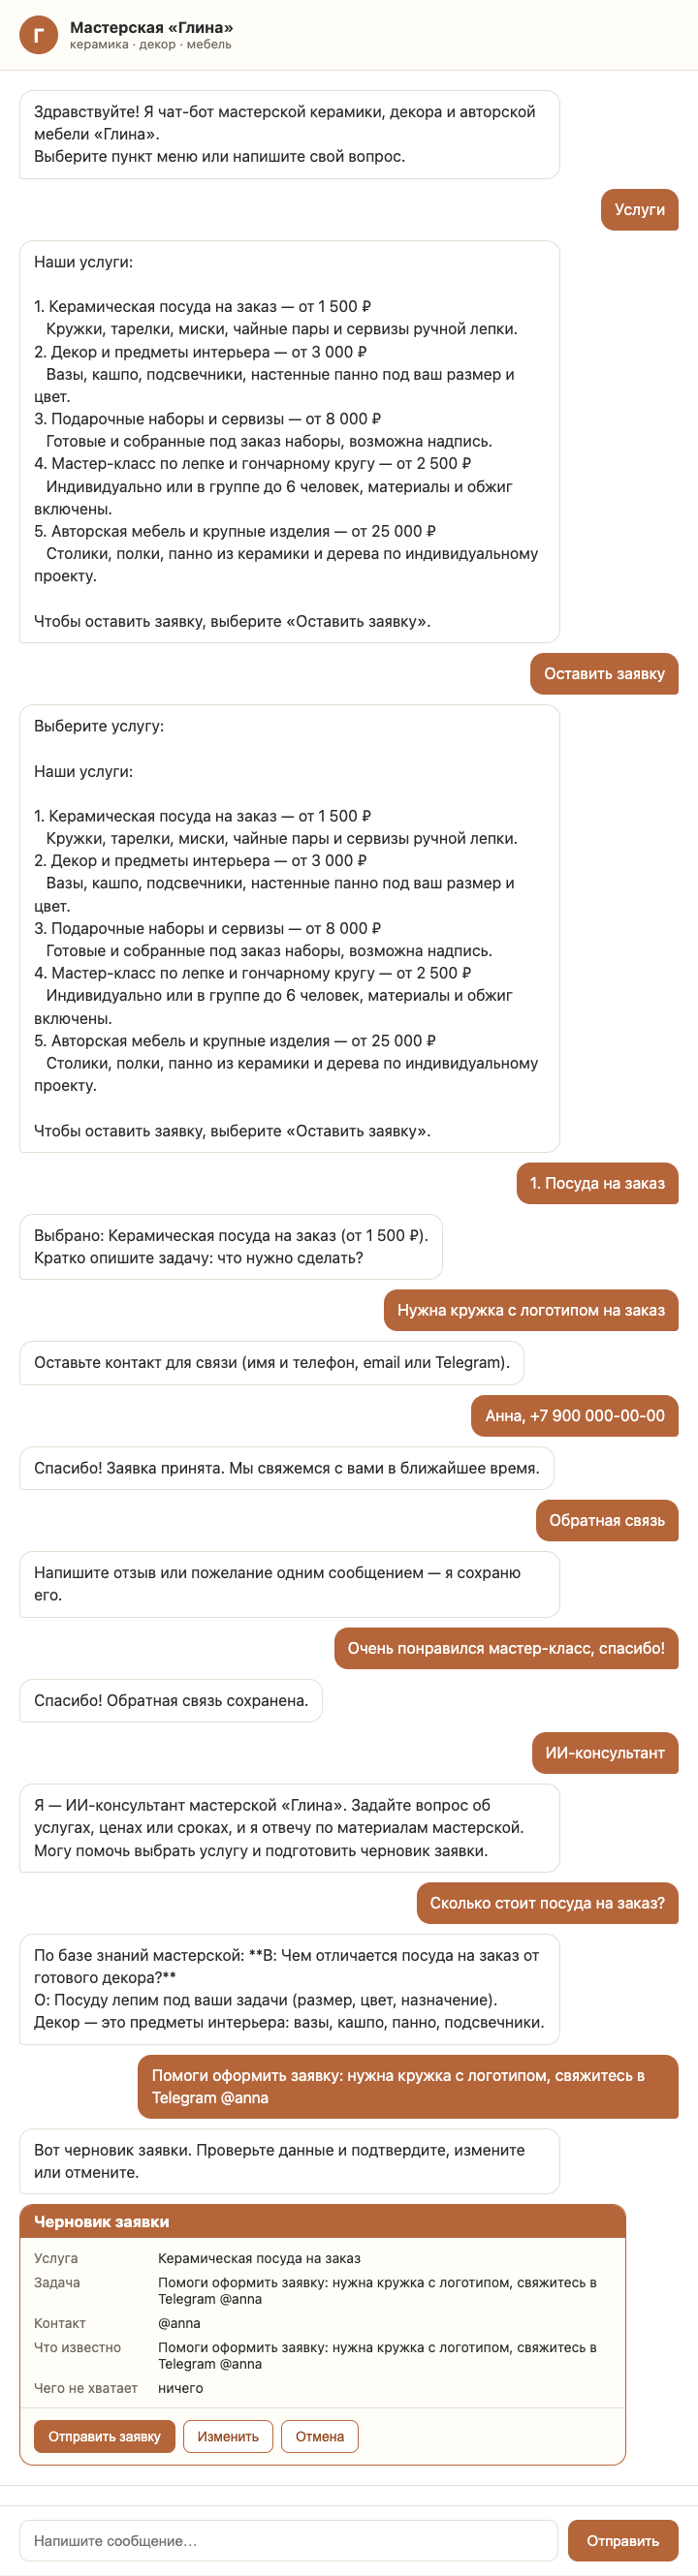 Г
Мастерская «Глина»
керамика · декор · мебель
Здравствуйте! Я чат-бот мастерской керамики, декора и авторской
мебели «Глина».
Выберите пункт меню или напишите свой вопрос.
Услуги
Наши услуги:
1. Керамическая посуда на заказ — от 1 500 ₽
Кружки, тарелки, миски, чайные пары и сервизы ручной лепки.
2. Декор и предметы интерьера — от 3 000 ₽
Вазы, кашпо, подсвечники, настенные панно под ваш размер и
цвет.
3. Подарочные наборы и сервизы — от 8 000 ₽
Готовые и собранные под заказ наборы, возможна надпись.
4. Мастер-класс по лепке и гончарному кругу — от 2 500 ₽
Индивидуально или в группе до 6 человек, материалы и обжиг
включены.
5. Авторская мебель и крупные изделия — от 25 000 ₽
Столики, полки, панно из керамики и дерева по индивидуальному
проекту.
Чтобы оставить заявку, выберите «Оставить заявку».
Оставить заявку
Выберите услугу:
Наши услуги:
1. Керамическая посуда на заказ — от 1 500 ₽
Кружки, тарелки, миски, чайные пары и сервизы ручной лепки.
2. Декор и предметы интерьера — от 3 000 ₽
Вазы, кашпо, подсвечники, настенные панно под ваш размер и
цвет.
3. Подарочные наборы и сервизы — от 8 000 ₽
Готовые и собранные под заказ наборы, возможна надпись.
4. Мастер-класс по лепке и гончарному кругу — от 2 500 ₽
Индивидуально или в группе до 6 человек, материалы и обжиг
включены.
5. Авторская мебель и крупные изделия — от 25 000 ₽
Столики, полки, панно из керамики и дерева по индивидуальному
проекту.
Чтобы оставить заявку, выберите «Оставить заявку».
1. Посуда на заказ
Выбрано: Керамическая посуда на заказ (от 1 500 ₽).
Кратко опишите задачу: что нужно сделать?
Нужна кружка с логотипом на заказ
Оставьте контакт для связи (имя и телефон, email или Telegram).
Анна, +7 900 000-00-00
Спасибо! Заявка принята. Мы свяжемся с вами в ближайшее время.
Обратная связь
Напишите отзыв или пожелание одним сообщением — я сохраню
его.
Очень понравился мастер-класс, спасибо!
Спасибо! Обратная связь сохранена.
ИИ-консультант
Я — ИИ-консультант мастерской «Глина». Задайте вопрос об
услугах, ценах или сроках, и я отвечу по материалам мастерской.
Могу помочь выбрать услугу и подготовить черновик заявки.
Сколько стоит посуда на заказ?
По базе знаний мастерской: **В: Чем отличается посуда на заказ от
готового декора?**
О: Посуду лепим под ваши задачи (размер, цвет, назначение).
Декор — это предметы интерьера: вазы, кашпо, панно, подсвечники.
Помоги оформить заявку: нужна кружка с логотипом, свяжитесь в
Telegram @anna
Вот черновик заявки. Проверьте данные и подтвердите, измените
или отмените.
Черновик заявки
Услуга Керамическая посуда на заказ
Задача Помоги оформить заявку: нужна кружка с логотипом, свяжитесь в
Telegram @anna
Контакт @anna
Что известно Помоги оформить заявку: нужна кружка с логотипом, свяжитесь в
Telegram @anna
Чего не хватает ничего
Отправить заявку Изменить Отмена
Напишите сообщение… Отправить